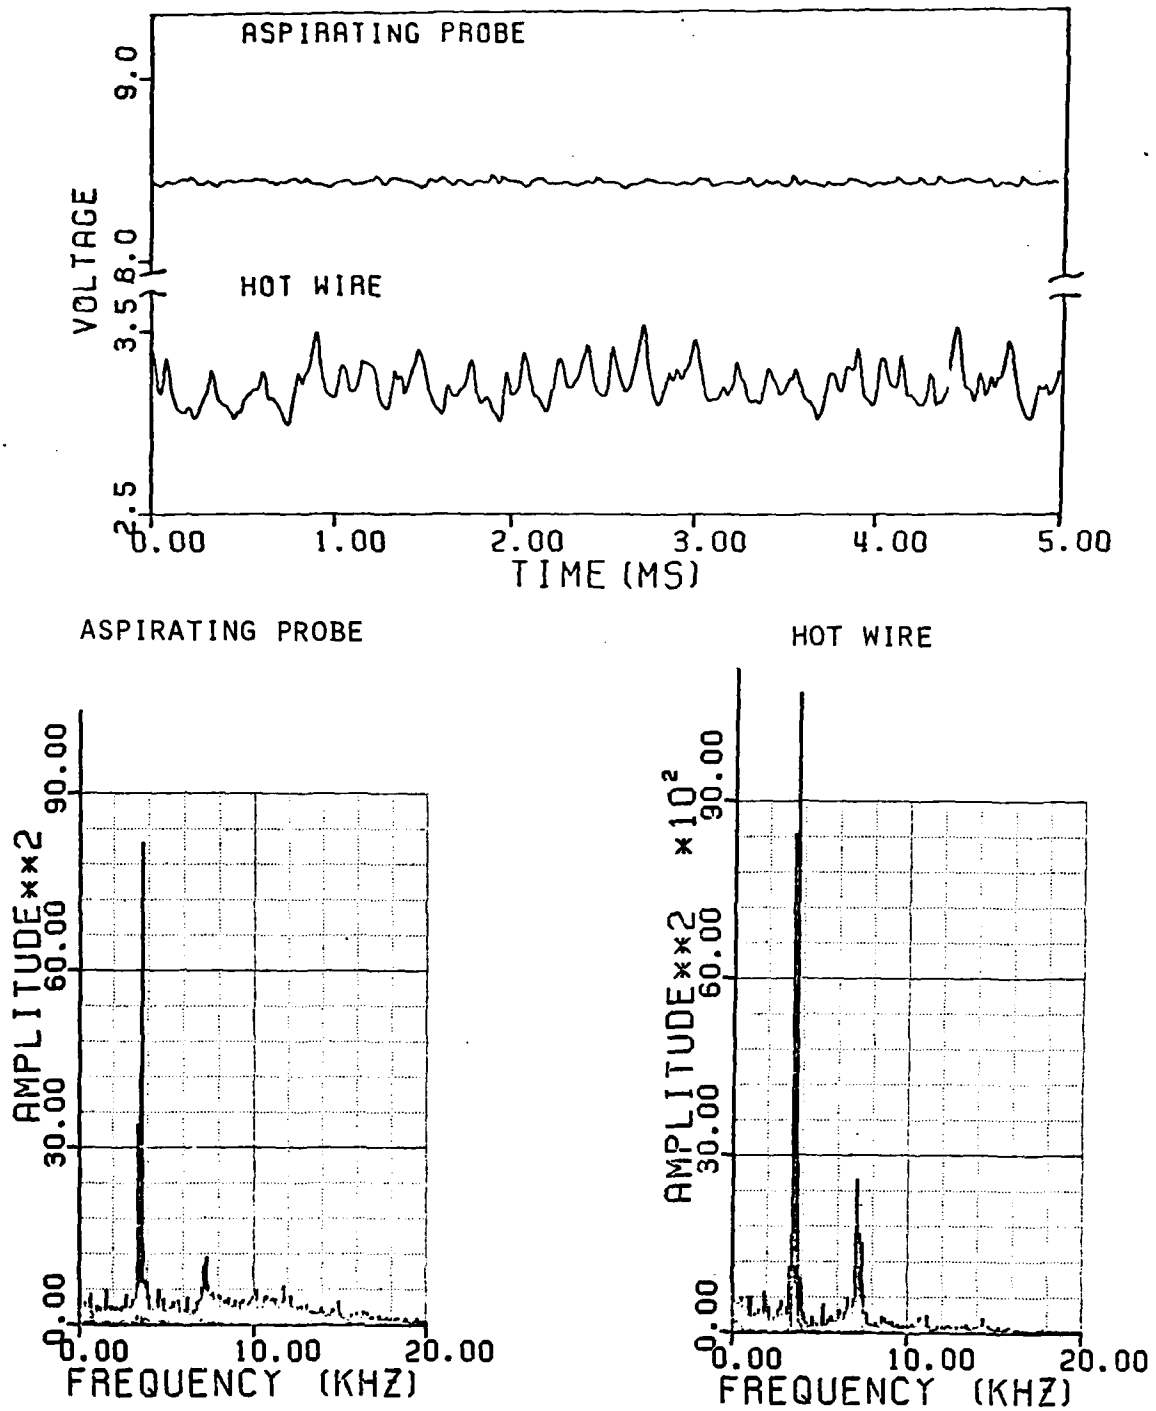 ASPIRATING PROBE
9.0
8.0
VOLTAGE
HOT WIRE
3.5
2.5
0.00 1.00 2.00 3.00 4.00 5.00
TIME (MS)
ASPIRATING PROBE
90.00
60.00
30.00
0.00
AMPLITUDE**2
0.00 10.00 20.00
FREQUENCY (KHZ)
HOT WIRE
90.00
60.00
30.00
0.00
AMPLITUDE**2 *10²
0.00 10.00 20.00
FREQUENCY (KHZ)